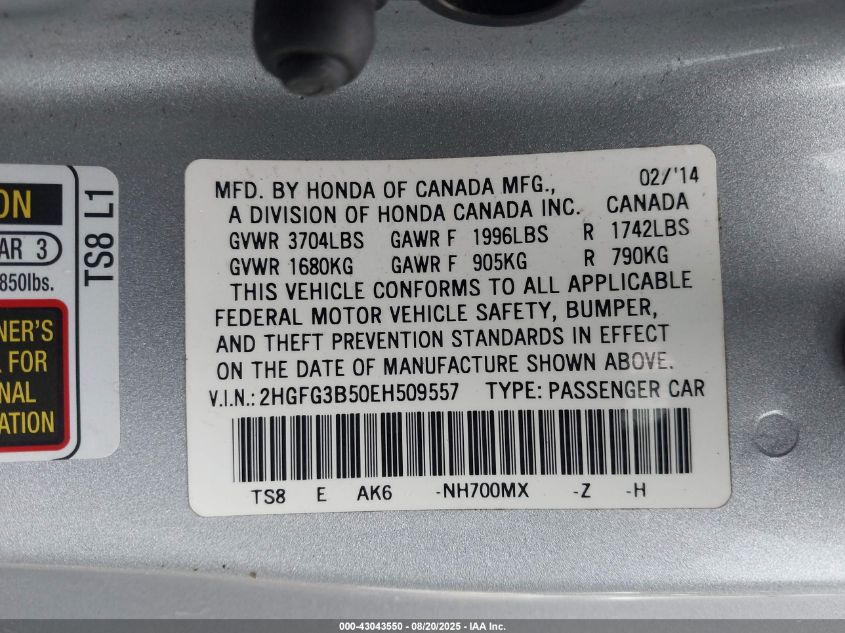 ON
AR 3
850lbs.
NER'S
FOR
NAL
ATION
TS8 L1
MFD. BY HONDA OF CANADA MFG., 02/'14
A DIVISION OF HONDA CANADA INC. CANADA
GVWR 3704LBS GAWR F 1996LBS R 1742LBS
GVWR 1680KG GAWR F 905KG R 790KG
THIS VEHICLE CONFORMS TO ALL APPLICABLE
FEDERAL MOTOR VEHICLE SAFETY, BUMPER,
AND THEFT PREVENTION STANDARDS IN EFFECT
ON THE DATE OF MANUFACTURE SHOWN ABOVE.
V.I.N.: 2HGFG3B50EH509557 TYPE: PASSENGER CAR
TS8 E AK6 -NH700MX -Z -H
000-43043550 - 08/20/2025 - IAA Inc.